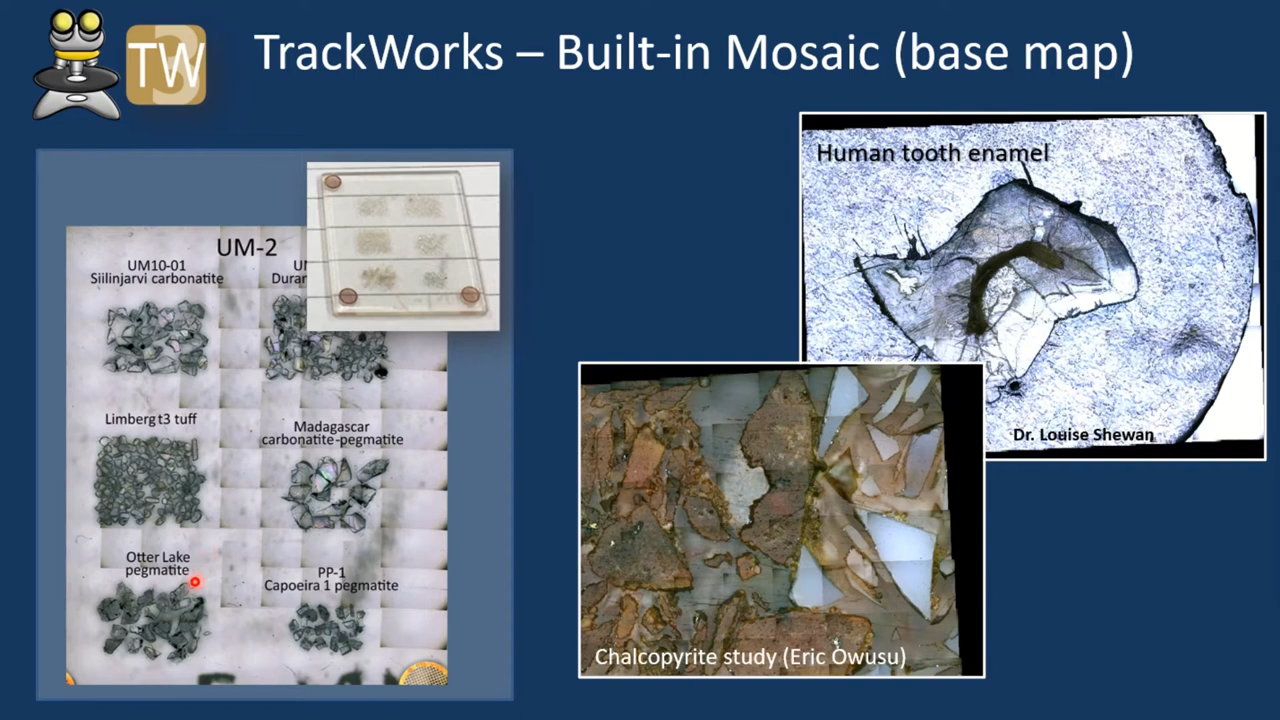 TW
TrackWorks – Built-in Mosaic (base map)
UM-2
UM10-01
Siilinjarvi carbonatite
Limberg t3 tuff
Madagascar
carbonatite-pegmatite
Otter Lake
pegmatite
PP-1
Capoeira 1 pegmatite
Human tooth enamel
Dr. Louise Shewan
Chalcopyrite study (Eric Owusu)